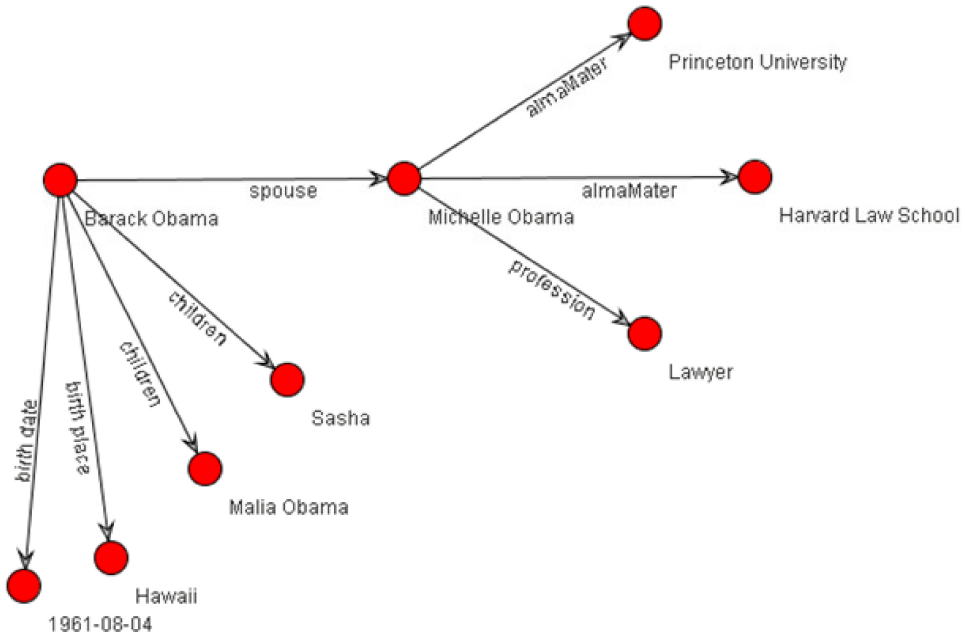 Princeton University
almaMater
spouse
almaMater
Barack Obama
Michelle Obama
Harvard Law School
profession
children
children
Lawyer
birth date
birth place
Sasha
Malia Obama
Hawaii
1961-08-04